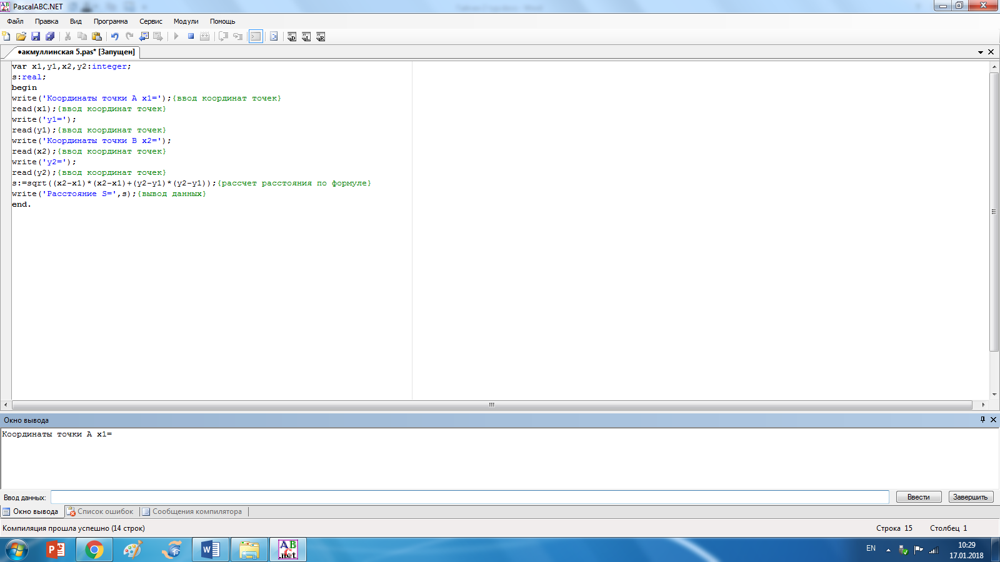 PascalABC.NET
Файл Правка Вид Программа Сервис Модули Помощь
●акмуллинская 5.pas* [Запущен]
var x1,y1,x2,y2:integer;
s:real;
begin
write('Координаты точки А x1=');{ввод координат точек}
read(x1);{ввод координат точек}
write('y1=');
read(y1);{ввод координат точек}
write('Координаты точки В x2=');
read(x2);{ввод координат точек}
write('y2=');
read(y2);{ввод координат точек}
s:=sqrt((x2-x1)*(x2-x1)+(y2-y1)*(y2-y1));{рассчет расстояния по формуле}
write('Расстояние S=',s);{вывод данных}
end.
Окно вывода
Координаты точки А x1=
Ввод данных:
Ввести Завершить
Окно вывода Список ошибок Сообщения компилятора
Компиляция прошла успешно (14 строк)
Строка 15 Столбец 1
EN
10:29
17.01.2018